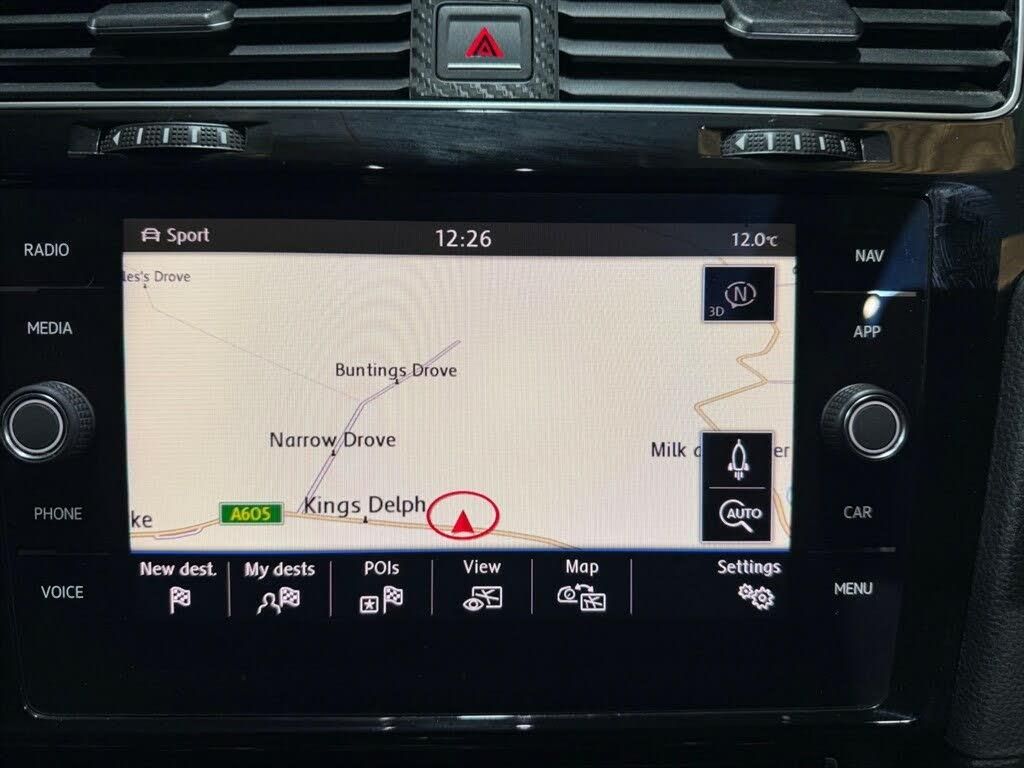 Sport
12:26
12.0°C
RADIO
NAV
les's Drove
N
3D
MEDIA
APP
Buntings Drove
Narrow Drove
Milk
Kings Delph
A605
AUTO
PHONE
CAR
New dest.
My dests
POIs
View
Map
Settings
VOICE
MENU